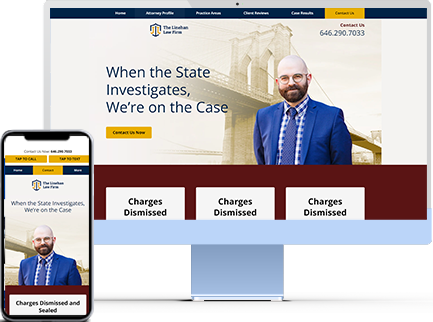 Home Attorney Profile Practice Areas Client Reviews Case Results Contact Us
The Linehan
Law Firm
Contact Us
646.290.7033
When the State
Investigates,
We're on the Case
Contact Us Now
Charges
Dismissed
Charges
Dismissed
Charges
Dismissed
Contact Us Now: 646.290.7033
TAP TO CALL TAP TO TEXT
Home Contact More
The Linehan
Law Firm
When the State Investigates,
We're on the Case
Charges Dismissed and
Sealed